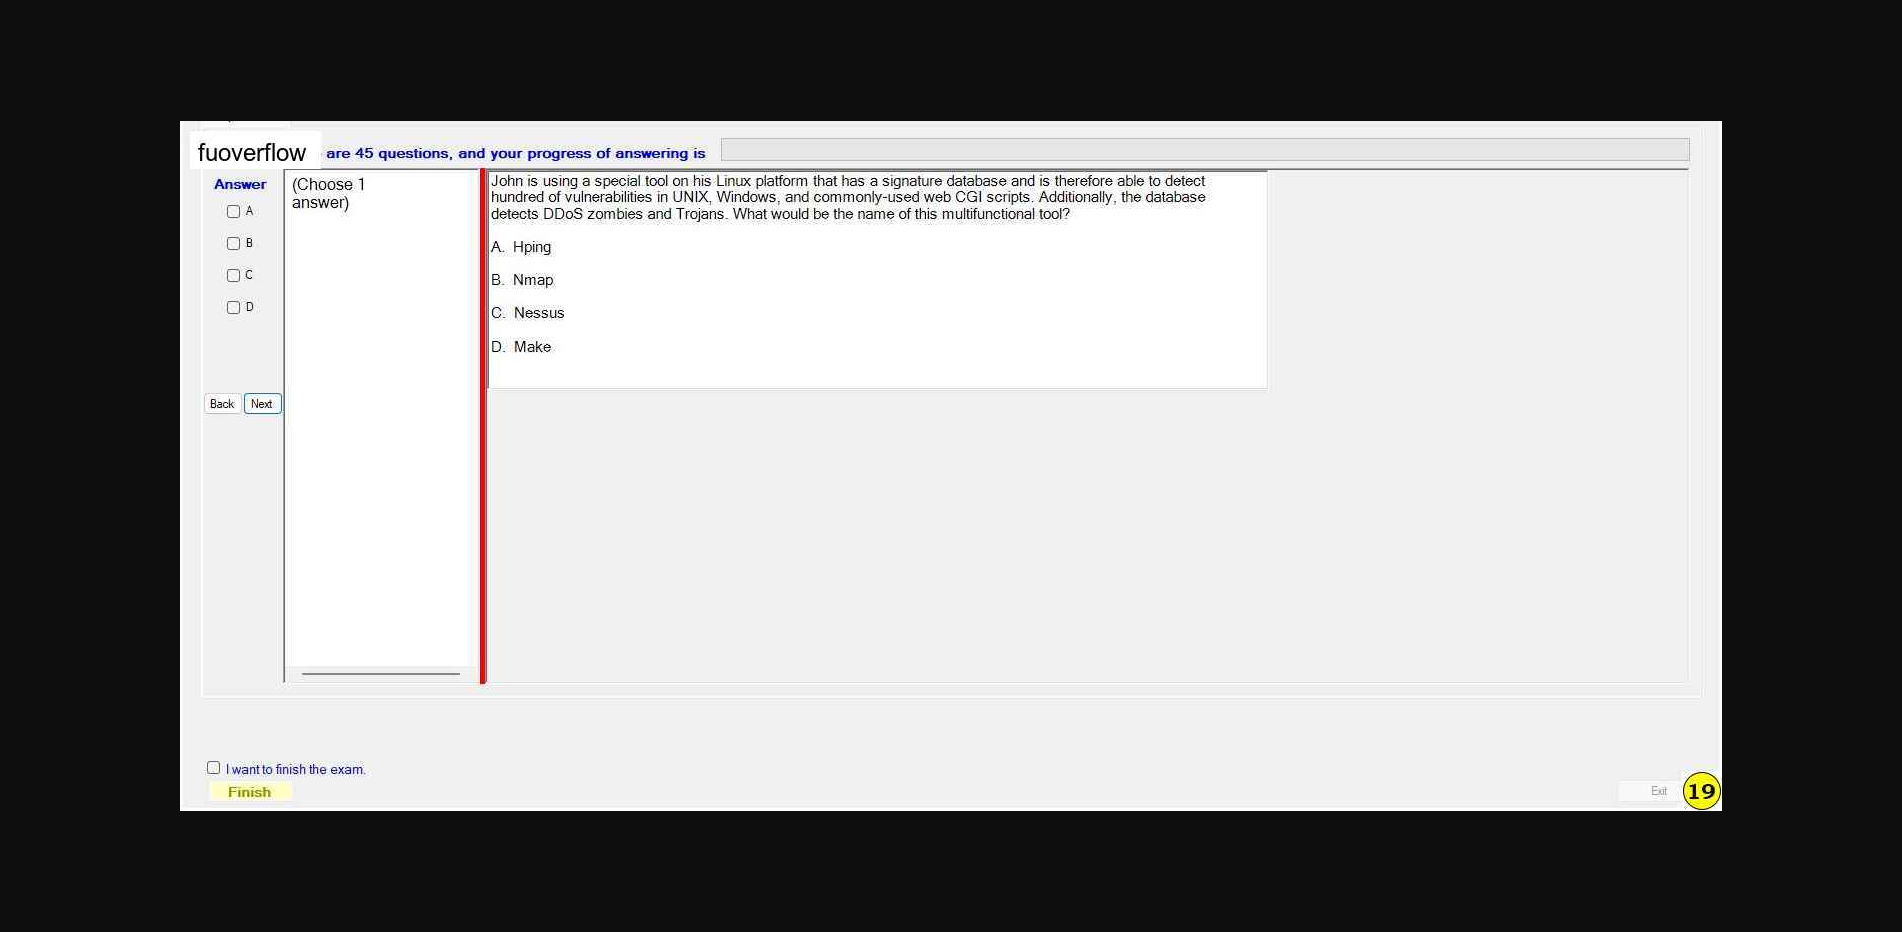 fuoverflow are 45 questions, and your progress of answering is
Answer
A
B
C
D
Back Next
(Choose 1
answer)
John is using a special tool on his Linux platform that has a signature database and is therefore able to detect
hundred of vulnerabilities in UNIX, Windows, and commonly-used web CGI scripts. Additionally, the database
detects DDoS zombies and Trojans. What would be the name of this multifunctional tool?
A. Hping
B. Nmap
C. Nessus
D. Make
I want to finish the exam.
Finish
Exit
19